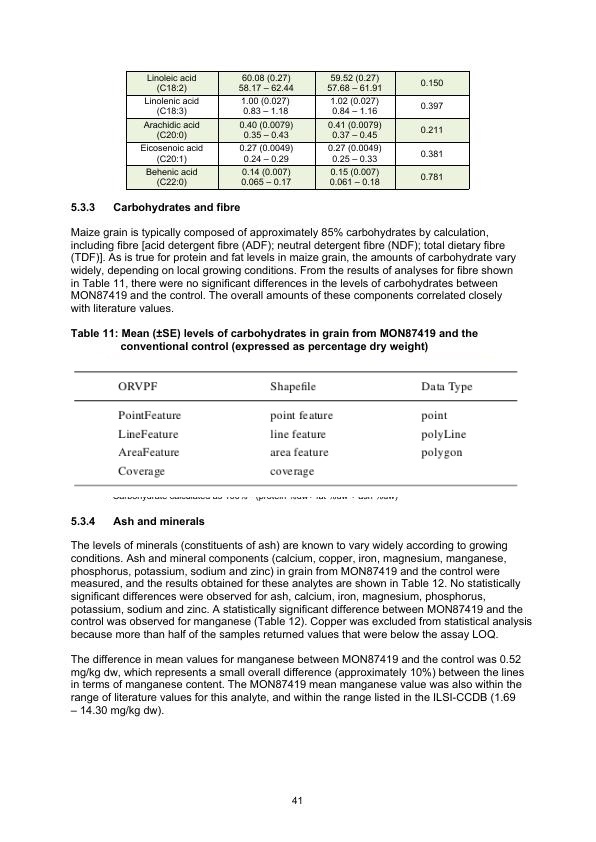 Linoleic acid 60.08 (0.27) 59.52 (0.27) 0.150
(C18:2) 58.17 – 62.44 57.68 – 61.91
Linolenic acid 1.00 (0.027) 1.02 (0.027) 0.397
(C18:3) 0.83 – 1.18 0.84 – 1.16
Arachidic acid 0.40 (0.0079) 0.41 (0.0079) 0.211
(C20:0) 0.35 – 0.43 0.37 – 0.45
Eicosenoic acid 0.27 (0.0049) 0.27 (0.0049) 0.381
(C20:1) 0.24 – 0.29 0.25 – 0.33
Behenic acid 0.14 (0.007) 0.15 (0.007) 0.781
(C22:0) 0.065 – 0.17 0.061 – 0.18
5.3.3 Carbohydrates and fibre
Maize grain is typically composed of approximately 85% carbohydrates by calculation,
including fibre [acid detergent fibre (ADF); neutral detergent fibre (NDF); total dietary fibre
(TDF)]. As is true for protein and fat levels in maize grain, the amounts of carbohydrate vary
widely, depending on local growing conditions. From the results of analyses for fibre shown
in Table 11, there were no significant differences in the levels of carbohydrates between
MON87419 and the control. The overall amounts of these components correlated closely
with literature values.
Table 11: Mean (±SE) levels of carbohydrates in grain from MON87419 and the
conventional control (expressed as percentage dry weight)
ORVPF Shapefile Data Type
PointFeature point feature point
LineFeature line feature polyLine
AreaFeature area feature polygon
Coverage coverage
5.3.4 Ash and minerals
The levels of minerals (constituents of ash) are known to vary widely according to growing
conditions. Ash and mineral components (calcium, copper, iron, magnesium, manganese,
phosphorus, potassium, sodium and zinc) in grain from MON87419 and the control were
measured, and the results obtained for these analytes are shown in Table 12. No statistically
significant differences were observed for ash, calcium, iron, magnesium, phosphorus,
potassium, sodium and zinc. A statistically significant difference between MON87419 and the
control was observed for manganese (Table 12). Copper was excluded from statistical analysis
because more than half of the samples returned values that were below the assay LOQ.
The difference in mean values for manganese between MON87419 and the control was 0.52
mg/kg dw, which represents a small overall difference (approximately 10%) between the lines
in terms of manganese content. The MON87419 mean manganese value was also within the
range of literature values for this analyte, and within the range listed in the ILSI-CCDB (1.69
– 14.30 mg/kg dw).
41